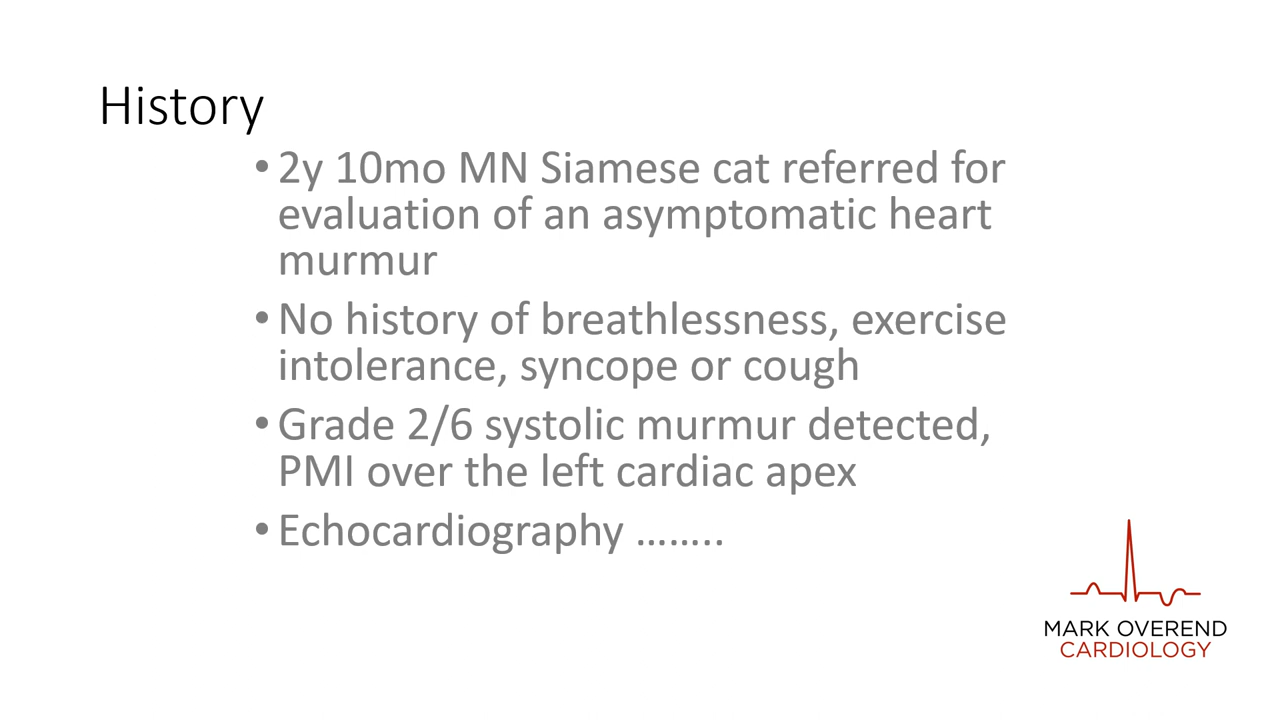 History
• 2y 10mo MN Siamese cat referred for
evaluation of an asymptomatic heart
murmur
• No history of breathlessness, exercise
intolerance, syncope or cough
• Grade 2/6 systolic murmur detected,
PMI over the left cardiac apex
• Echocardiography ……..
MARK OVEREND
CARDIOLOGY